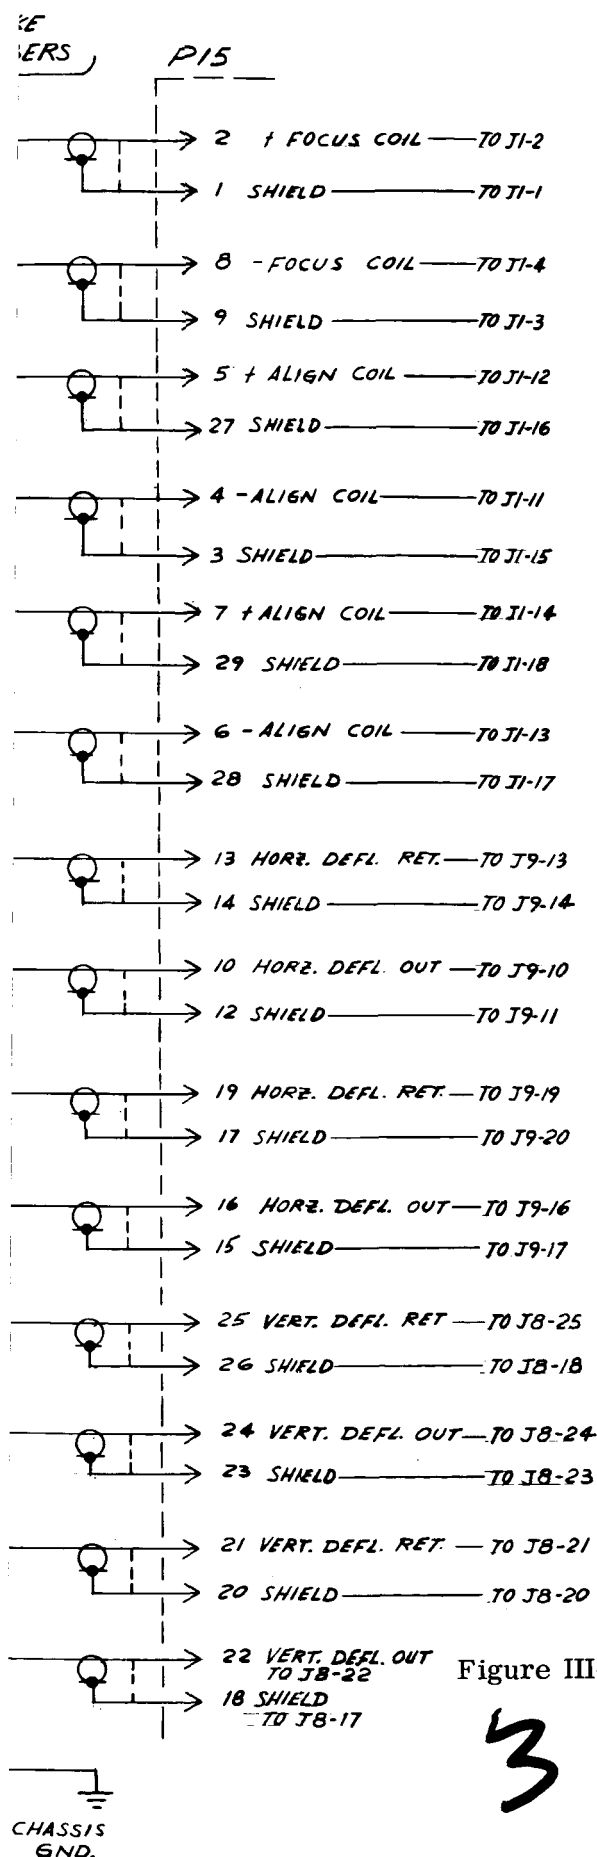 KE
BERS
P15
2 + FOCUS COIL TO J1-2
1 SHIELD TO J1-1
8 - FOCUS COIL TO J1-4
9 SHIELD TO J1-3
5 + ALIGN COIL TO J1-12
27 SHIELD TO J1-16
4 - ALIGN COIL TO J1-11
3 SHIELD TO J1-15
7 + ALIGN COIL TO J1-14
29 SHIELD TO J1-18
6 - ALIGN COIL TO J1-13
28 SHIELD TO J1-17
13 HORZ. DEFL. RET. TO J9-13
14 SHIELD TO J9-14
10 HORZ. DEFL. OUT TO J9-10
12 SHIELD TO J9-11
19 HORZ. DEFL. RET. TO J9-19
17 SHIELD TO J9-20
16 HORZ. DEFL. OUT TO J9-16
15 SHIELD TO J9-17
25 VERT. DEFL. RET TO J8-25
26 SHIELD TO J8-18
24 VERT. DEFL. OUT TO J8-24
23 SHIELD TO J8-23
21 VERT. DEFL. RET. TO J8-21
20 SHIELD TO J8-20
22 VERT. DEFL. OUT
TO J8-22
18 SHIELD
TO J8-17
Figure III
3
CHASSIS
GND.